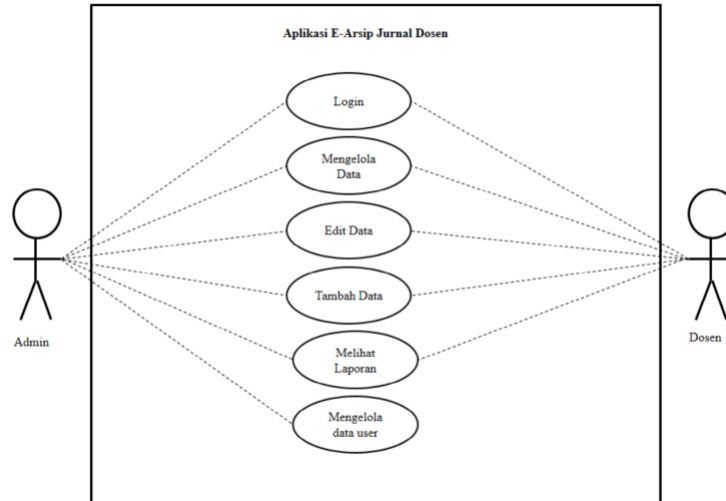 Aplikasi E-Arsip Jurnal Dosen
Login
Mengelola
Data
Edit Data
Tambah Data
Melihat
Laporan
Mengelola
data user
Admin
Dosen